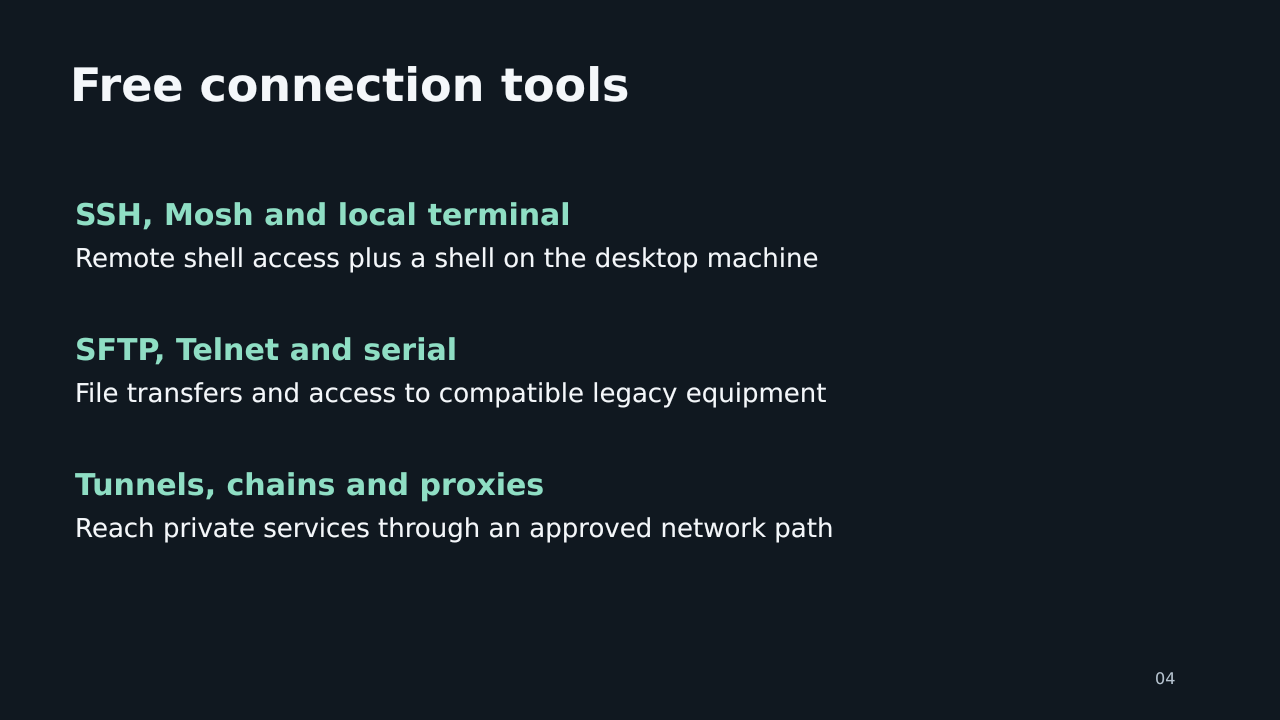 Free connection tools
SSH, Mosh and local terminal
Remote shell access plus a shell on the desktop machine
SFTP, Telnet and serial
File transfers and access to compatible legacy equipment
Tunnels, chains and proxies
Reach private services through an approved network path
04